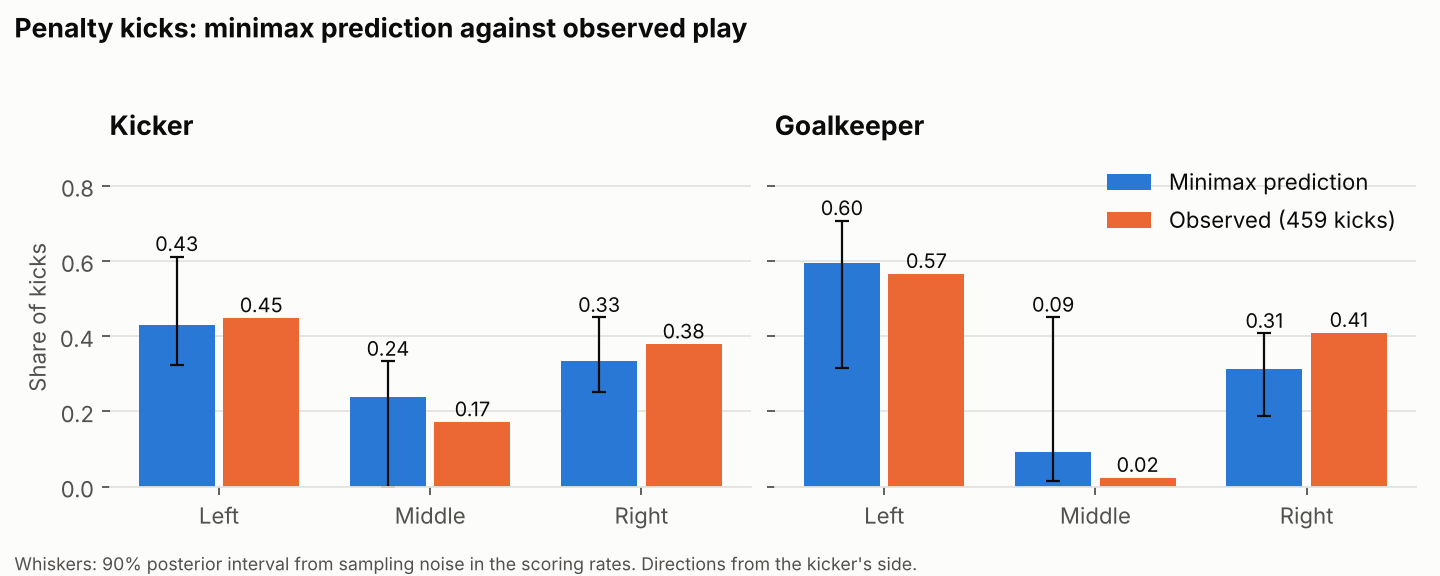 Penalty kicks: minimax prediction against observed play
Kicker
Goalkeeper
Minimax prediction
Observed (459 kicks)
Share of kicks
0.8
0.6
0.4
0.2
0.0
0.43
0.45
0.24
0.17
0.33
0.38
0.60
0.57
0.09
0.02
0.31
0.41
Left
Middle
Right
Left
Middle
Right
Whiskers: 90% posterior interval from sampling noise in the scoring rates. Directions from the kicker's side.